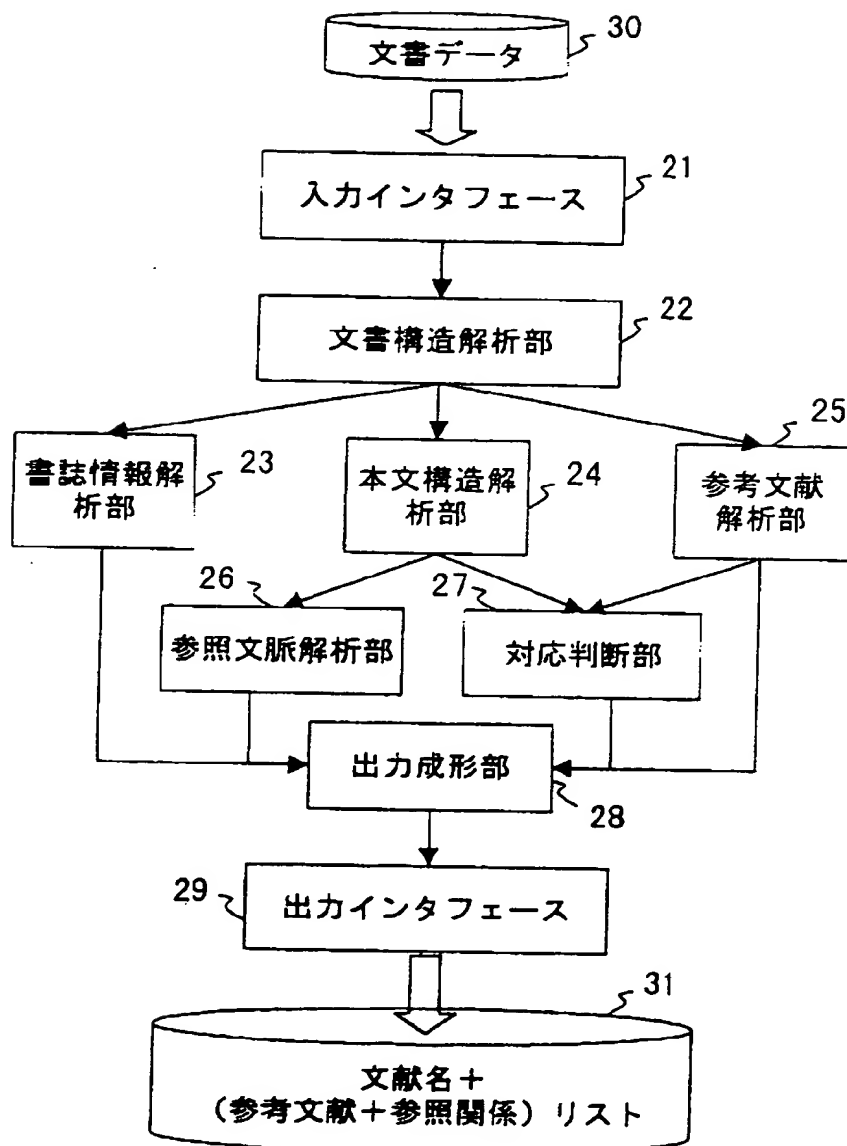 文書データ
30
入力インタフェース
21
文書構造解析部
22
書誌情報解
析部
23
本文構造解
析部
24
参考文献
解析部
25
参照文脈解析部
26
対応判断部
27
出力成形部
28
出力インタフェース
29
31
文献名＋
（参考文献＋参照関係）リスト